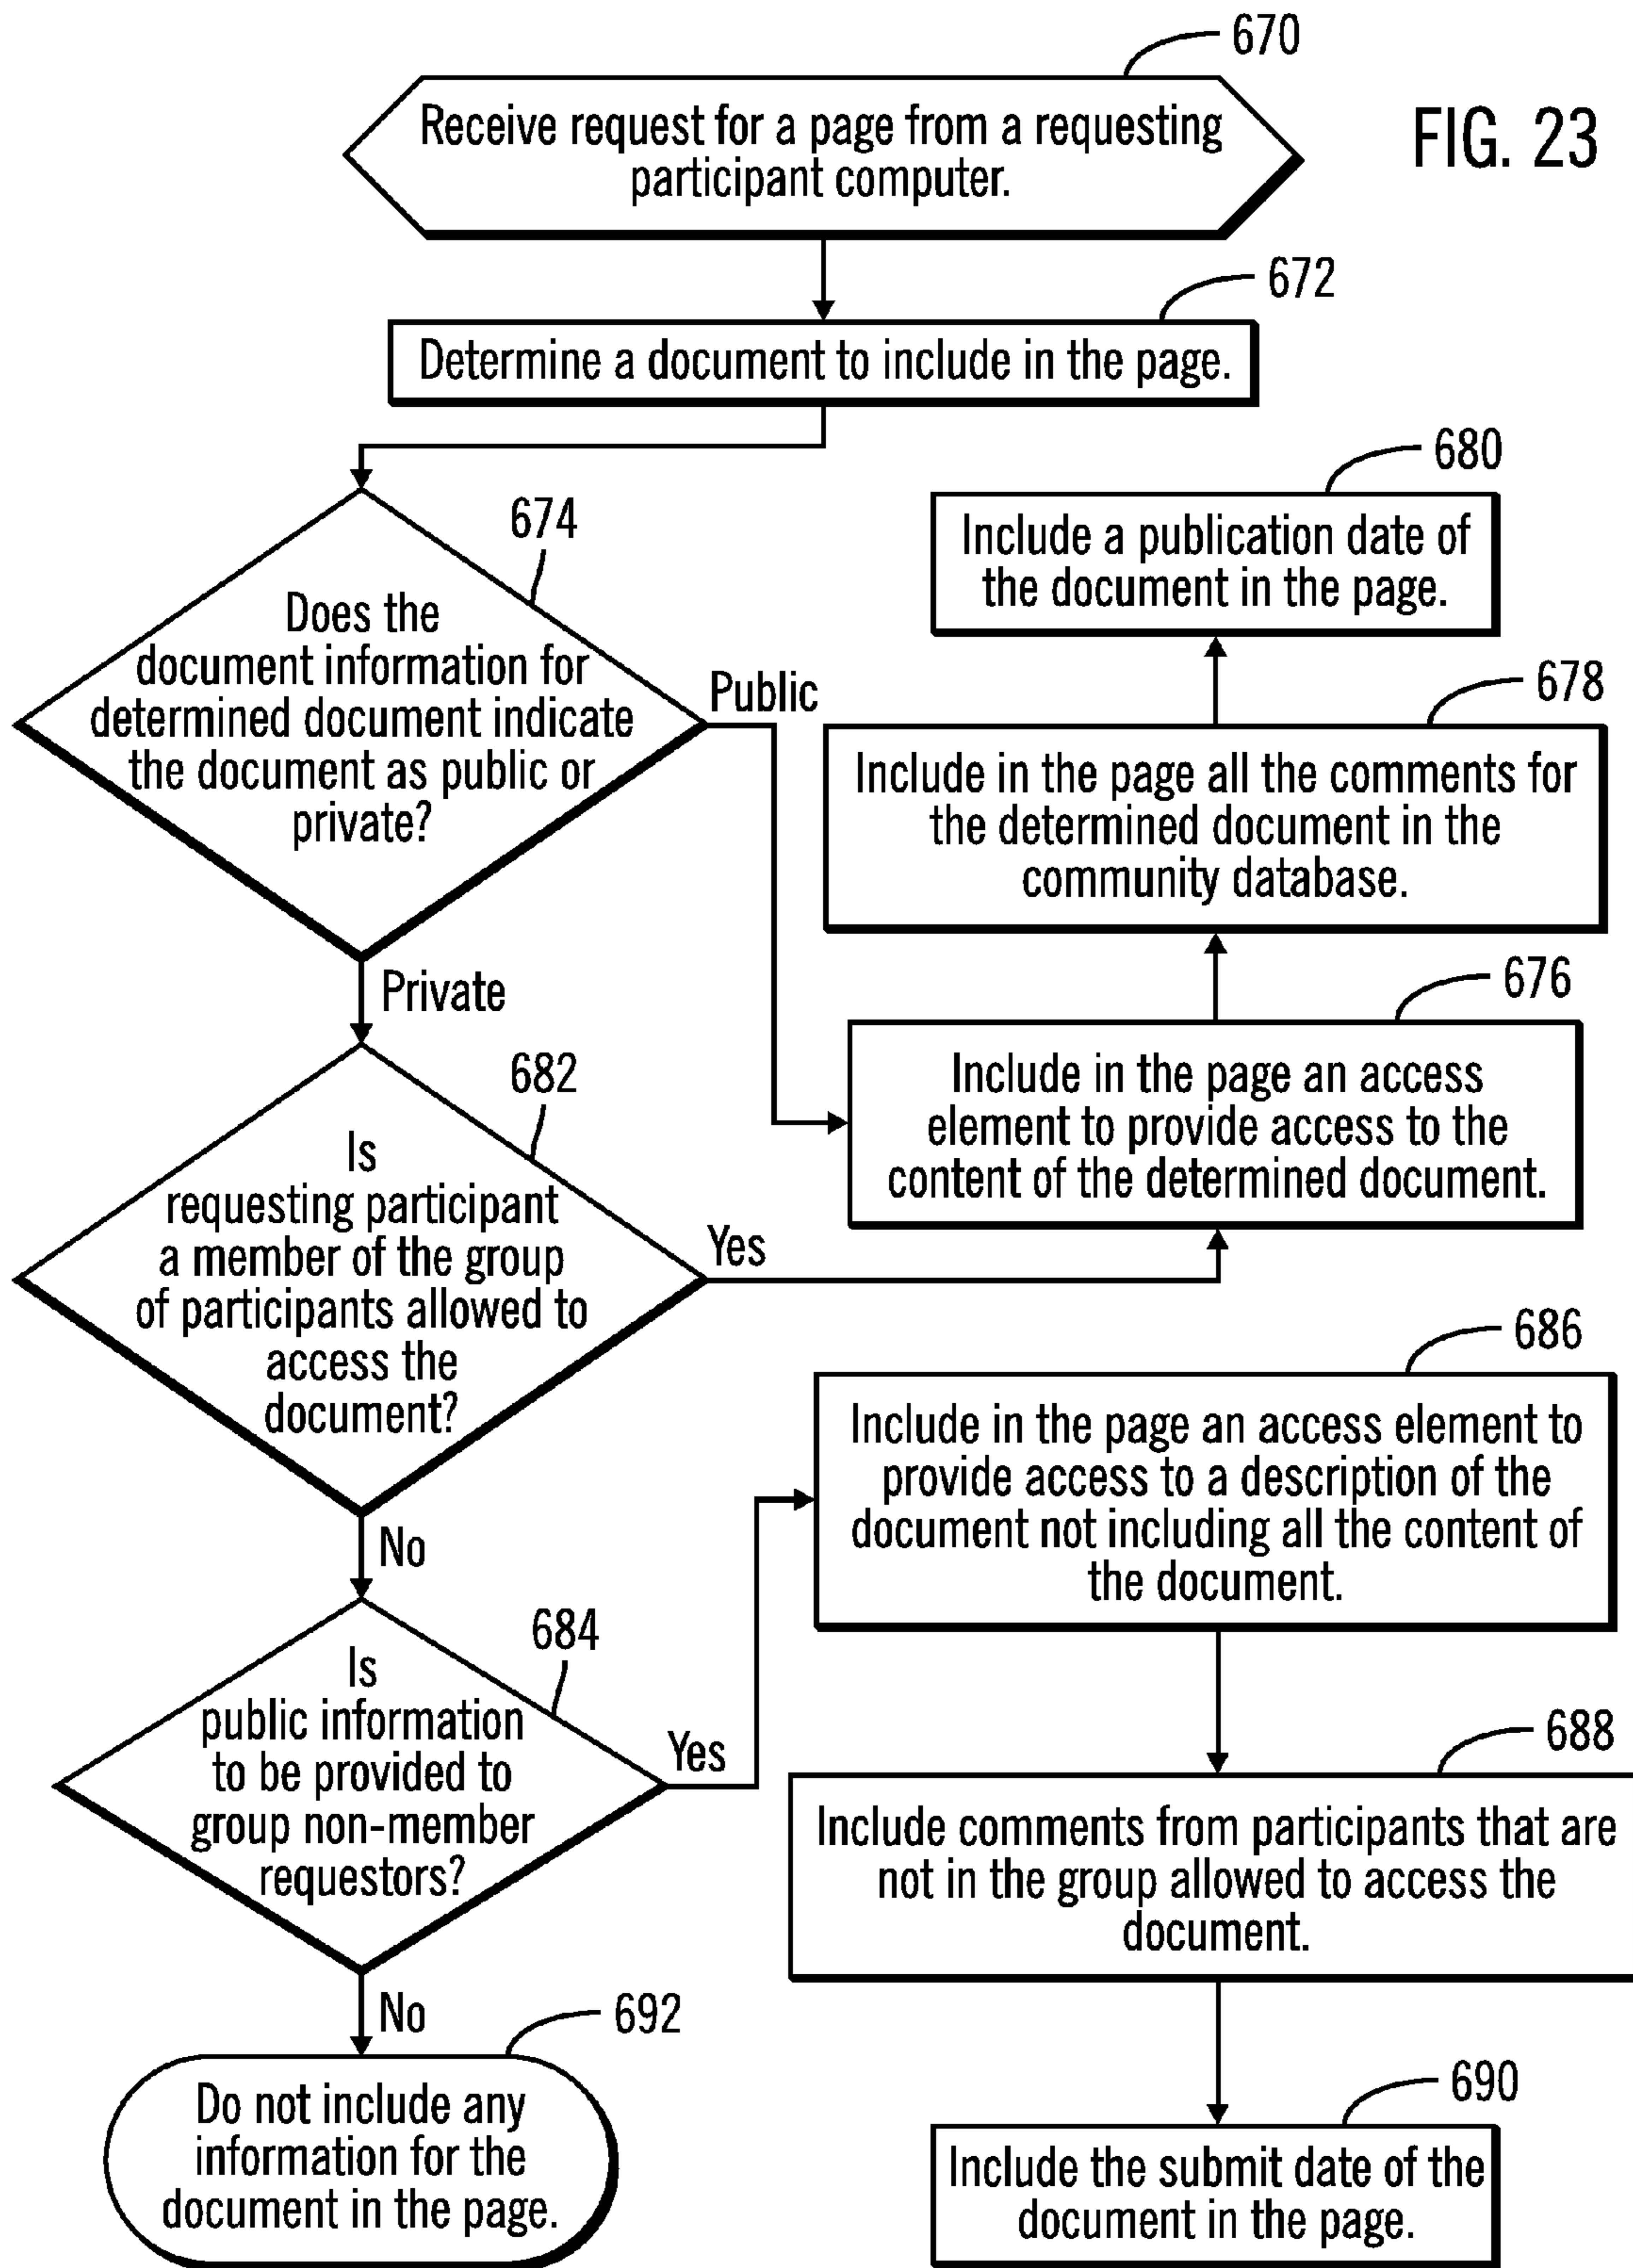 670
FIG. 23
Receive request for a page from a requesting
participant computer.
672
Determine a document to include in the page.
680
Include a publication date of
the document in the page.
674
Does the
document information for
determined document indicate
the document as public or
private?
Public
Private
678
Include in the page all the comments for
the determined document in the
community database.
676
Include in the page an access
element to provide access to the
content of the determined document.
682
Is
requesting participant
a member of the group
of participants allowed to
access the
document?
Yes
No
686
Include in the page an access element to
provide access to a description of the
document not including all the content of
the document.
684
Is
public information
to be provided to
group non-member
requestors?
Yes
No
688
Include comments from participants that are
not in the group allowed to access the
document.
692
Do not include any
information for the
document in the page.
690
Include the submit date of the
document in the page.